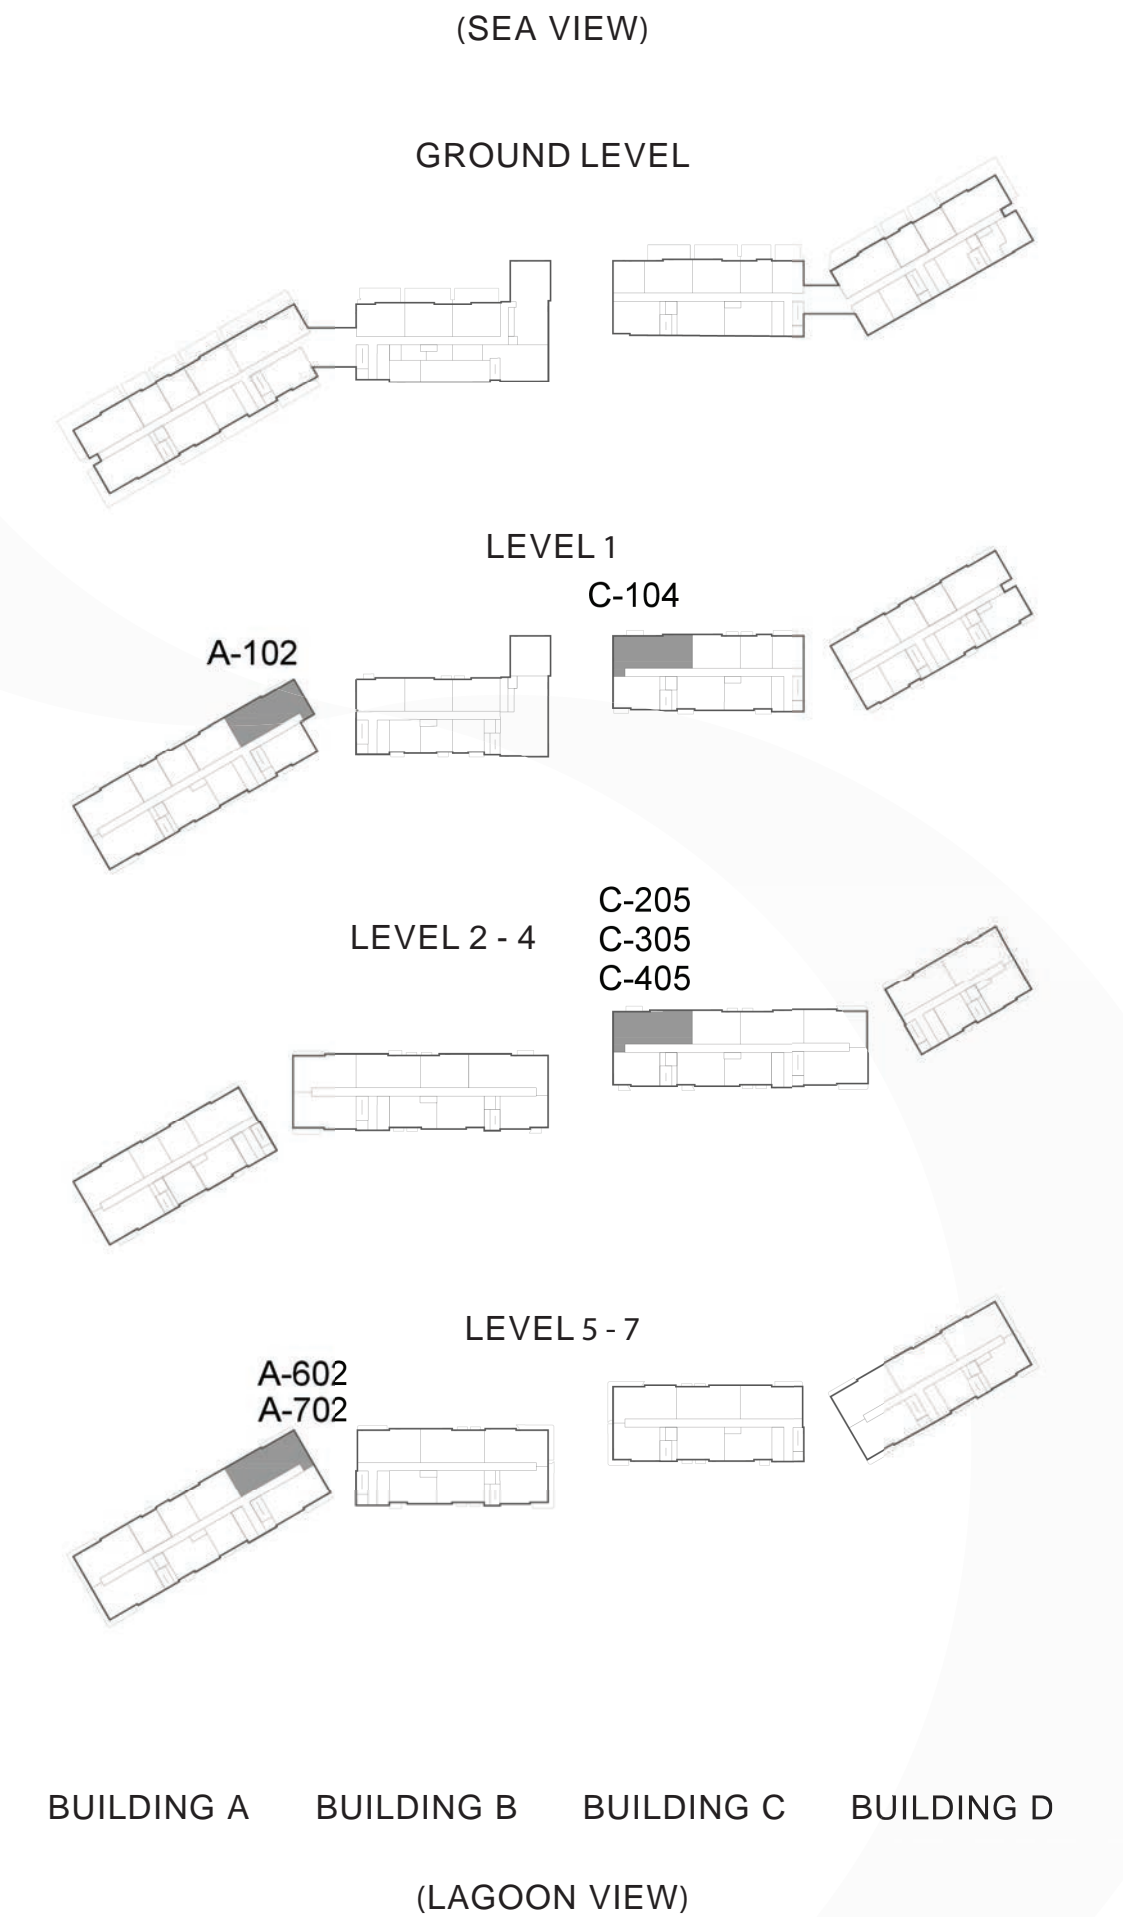 (SEA VIEW)
GROUND LEVEL
LEVEL 1
C-104
A-102
C-205
LEVEL 2 - 4
C-305
C-405
LEVEL 5 - 7
A-602
A-702
BUILDING A
BUILDING B
BUILDING C
BUILDING D
(LAGOON VIEW)